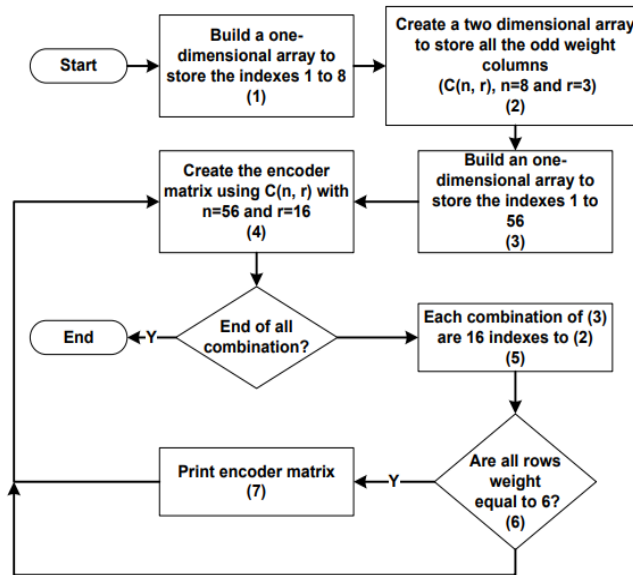 Start
Build a one-
dimensional array to
store the indexes 1 to 8
(1)
Create a two dimensional array
to store all the odd weight
columns
(C(n, r), n=8 and r=3)
(2)
Build an one-
dimensional array to
store the indexes 1 to
56
(3)
Create the encoder
matrix using C(n, r) with
n=56 and r=16
(4)
End of all
combination?
Y
End
Each combination of (3)
are 16 indexes to (2)
(5)
Are all rows
weight
equal to 6?
(6)
Y
Print encoder matrix
(7)